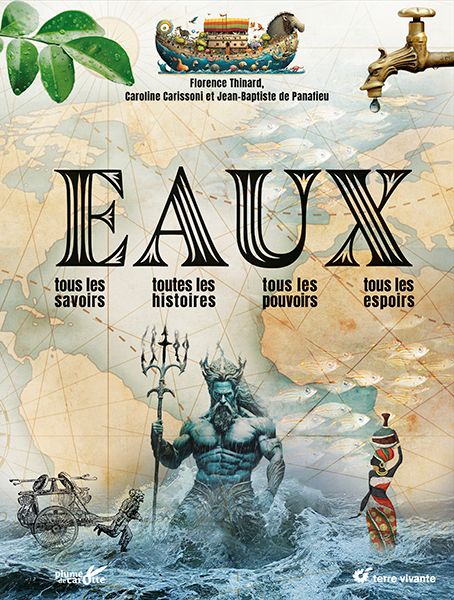 Florence Thinard,
Caroline Carissoni et Jean-Baptiste de Panafieu
EAUX
tous les savoirs
toutes les histoires
tous les pouvoirs
tous les espoirs
plume de carotte
terre vivante